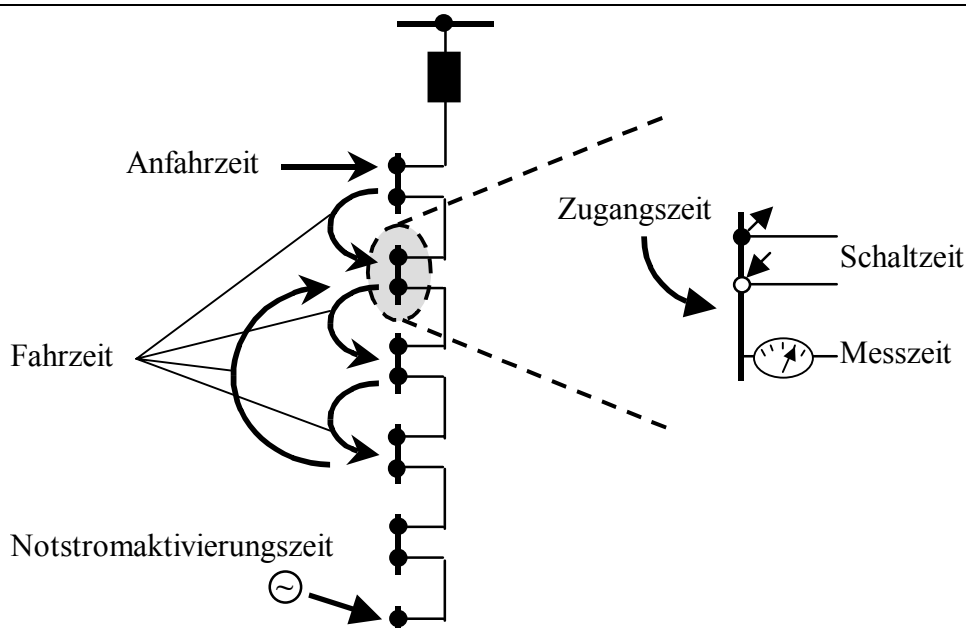 Anfahrzeit
Zugangszeit
Schaltzeit
Fahrzeit
Messzeit
Notstromaktivierungszeit
~